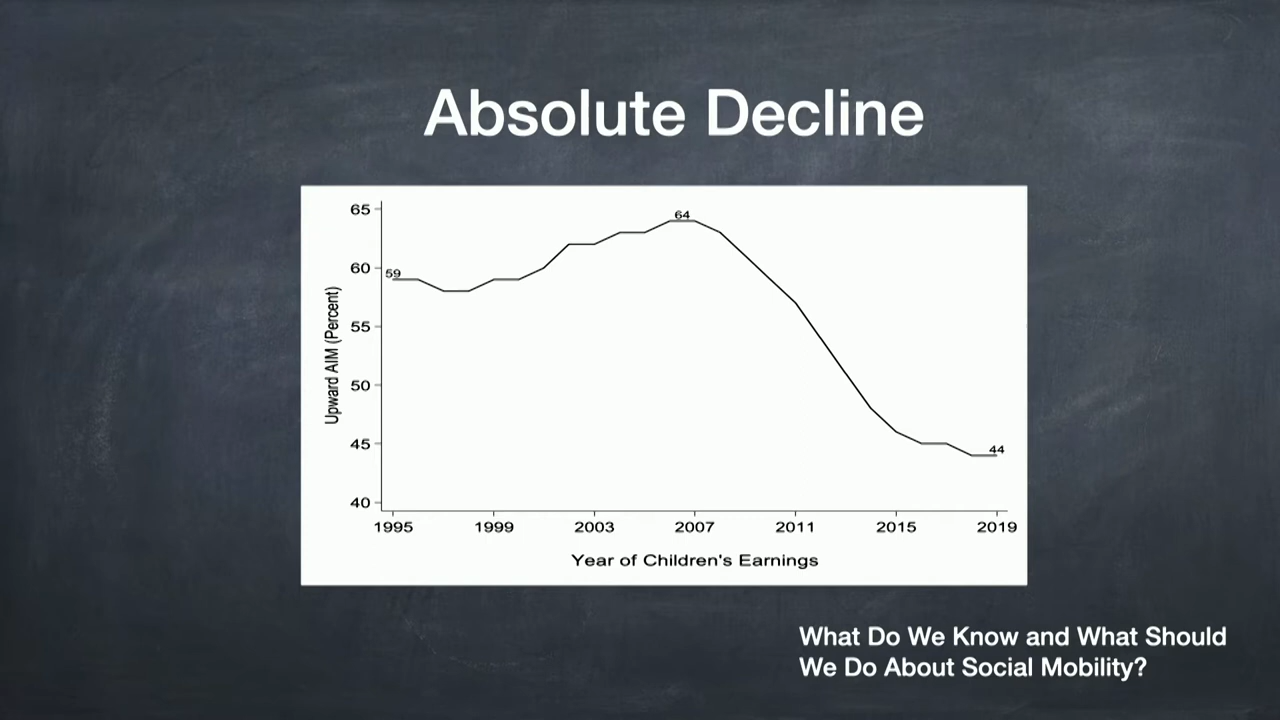 Absolute Decline
65
60
55
50
45
40
Upward AIM (Percent)
59
64
44
1995 1999 2003 2007 2011 2015 2019
Year of Children's Earnings
What Do We Know and What Should
We Do About Social Mobility?